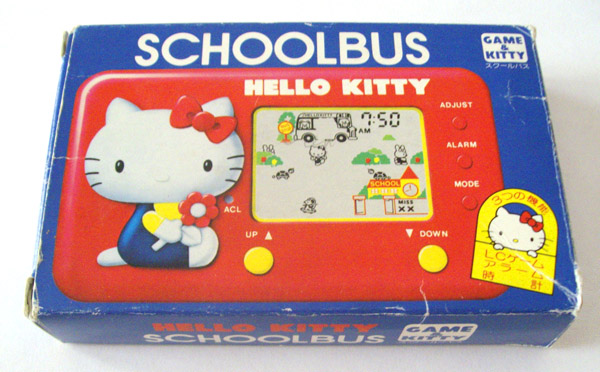 SCHOOLBUS
GAME
&
KITTY
スクールバス
HELLO KITTY
ADJUST
ALARM
MODE
7:50
AM
SCHOOL
MISS
××
ACL
UP ▲
▼ DOWN
3つの機能
LCゲーム
アラーム
時計
HELLO KITTY
SCHOOLBUS
GAME
& KITTY